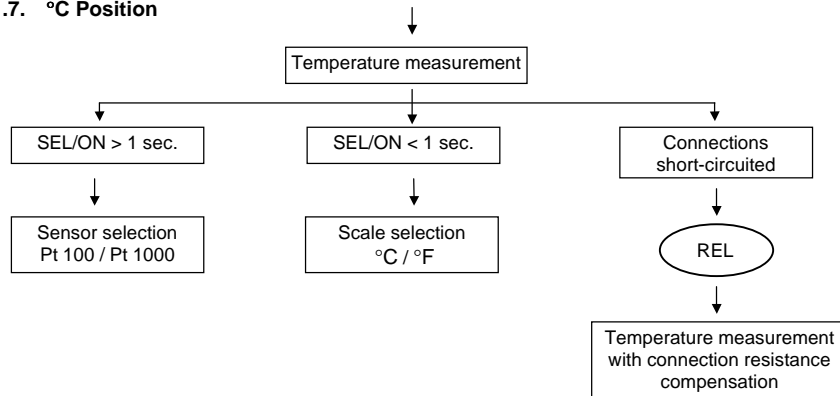 .7. °C Position
Temperature measurement
SEL/ON > 1 sec.
SEL/ON < 1 sec.
Connections
short-circuited
Sensor selection
Pt 100 / Pt 1000
Scale selection
°C / °F
REL
Temperature measurement
with connection resistance
compensation